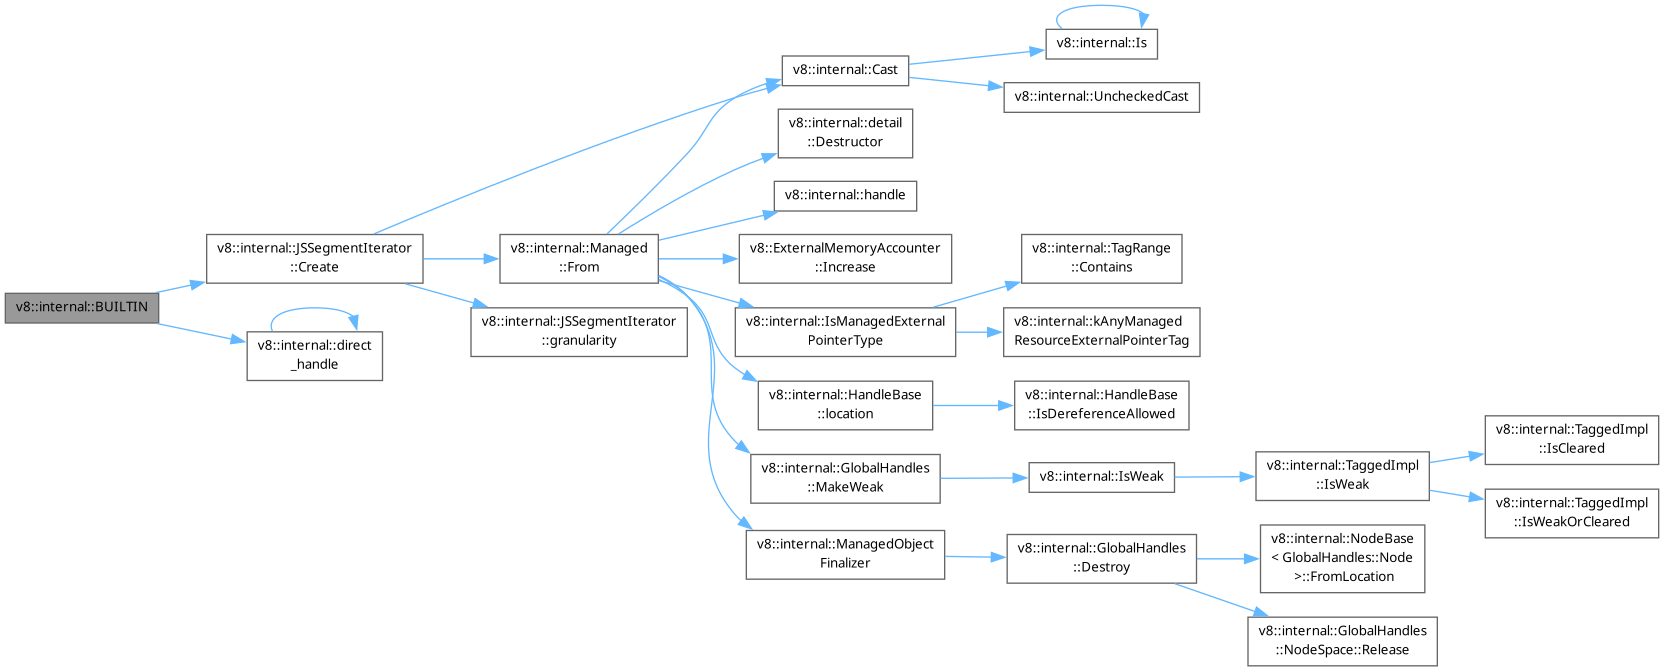 v8::internal::BUILTIN
v8::internal::JSSegmentIterator
::Create
v8::internal::direct
_handle
v8::internal::Managed
::From
v8::internal::JSSegmentIterator
::granularity
v8::internal::Cast
v8::internal::detail
::Destructor
v8::internal::handle
v8::ExternalMemoryAccounter
::Increase
v8::internal::IsManagedExternal
PointerType
v8::internal::HandleBase
::location
v8::internal::GlobalHandles
::MakeWeak
v8::internal::ManagedObject
Finalizer
v8::internal::Is
v8::internal::UncheckedCast
v8::internal::TagRange
::Contains
v8::internal::kAnyManaged
ResourceExternalPointerTag
v8::internal::HandleBase
::IsDereferenceAllowed
v8::internal::IsWeak
v8::internal::GlobalHandles
::Destroy
v8::internal::TaggedImpl
::IsWeak
v8::internal::NodeBase
< GlobalHandles::Node
>::FromLocation
v8::internal::GlobalHandles
::NodeSpace::Release
v8::internal::TaggedImpl
::IsCleared
v8::internal::TaggedImpl
::IsWeakOrCleared